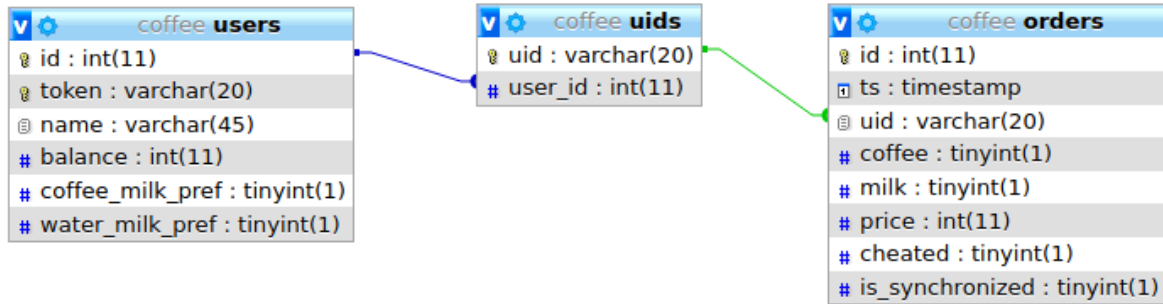 v coffee users
id : int(11)
token : varchar(20)
name : varchar(45)
balance : int(11)
coffee_milk_pref : tinyint(1)
water_milk_pref : tinyint(1)
v coffee uids
uid : varchar(20)
user_id : int(11)
v coffee orders
id : int(11)
ts : timestamp
uid : varchar(20)
coffee : tinyint(1)
milk : tinyint(1)
price : int(11)
cheated : tinyint(1)
is_synchronized : tinyint(1)